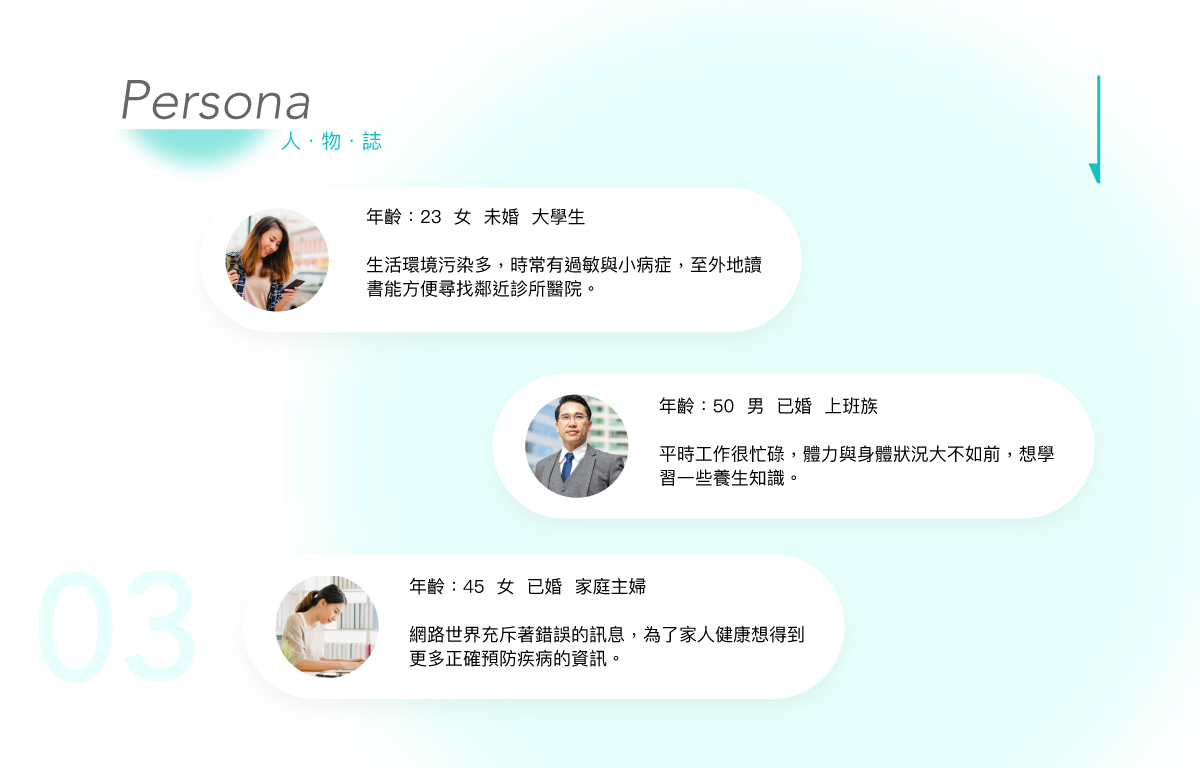 Persona
人·物·誌
年齡：23 女 未婚 大學生
生活環境污染多，時常有過敏與小病症，至外地讀
書能方便尋找鄰近診所醫院。
年齡：50 男 已婚 上班族
平時工作很忙碌，體力與身體狀況大不如前，想學
習一些養生知識。
03
年齡：45 女 已婚 家庭主婦
網路世界充斥著錯誤的訊息，為了家人健康想得到
更多正確預防疾病的資訊。